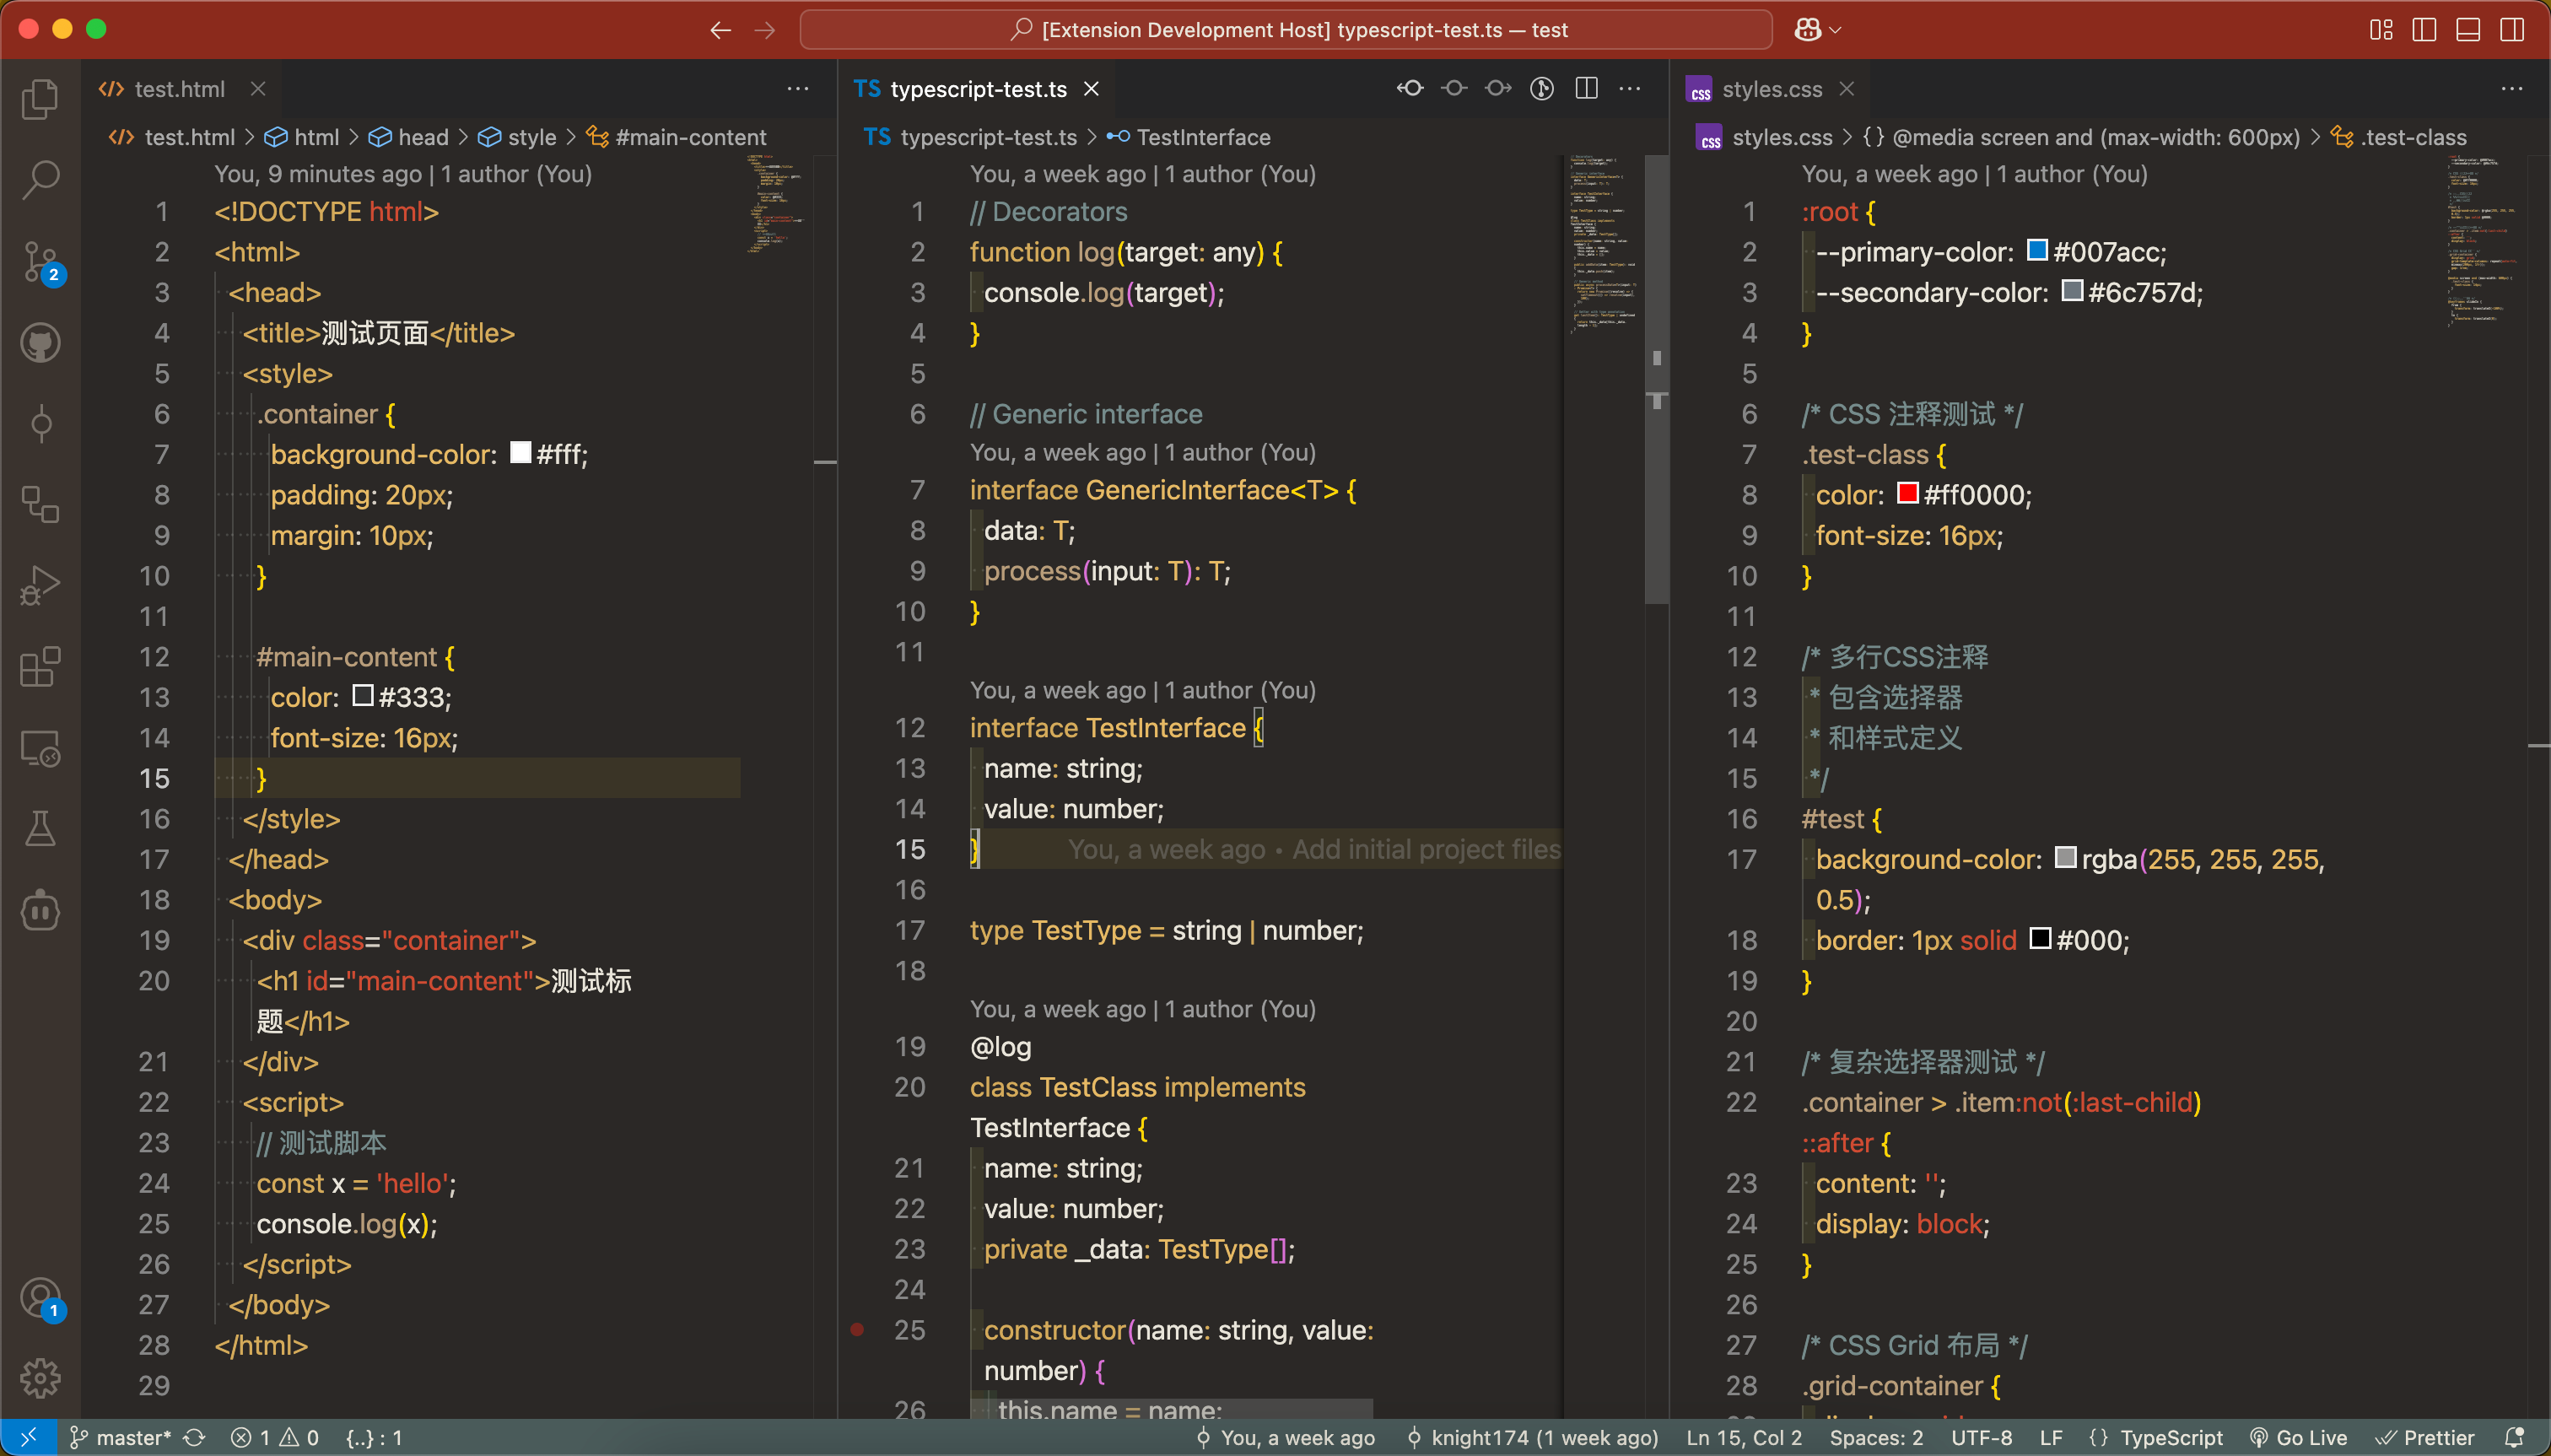 [Extension Development Host] typescript-test.ts — test
test.html
test.html > html > head > style > #main-content
You, 9 minutes ago | 1 author (You)
1 <!DOCTYPE html>
2 <html>
3 <head>
4 <title>测试页面</title>
5 <style>
6 .container {
7 background-color: #fff;
8 padding: 20px;
9 margin: 10px;
10 }
11
12 #main-content {
13 color: #333;
14 font-size: 16px;
15 }
16 </style>
17 </head>
18 <body>
19 <div class="container">
20 <h1 id="main-content">测试标
题</h1>
21 </div>
22 <script>
23 // 测试脚本
24 const x = 'hello';
25 console.log(x);
26 </script>
27 </body>
28 </html>
29
TS typescript-test.ts
TS typescript-test.ts > TestInterface
You, a week ago | 1 author (You)
1 // Decorators
2 function log(target: any) {
3 console.log(target);
4 }
5
6 // Generic interface
You, a week ago | 1 author (You)
7 interface GenericInterface<T> {
8 data: T;
9 process(input: T): T;
10 }
11
You, a week ago | 1 author (You)
12 interface TestInterface {
13 name: string;
14 value: number;
15 } You, a week ago • Add initial project files
16
17 type TestType = string | number;
18
You, a week ago | 1 author (You)
19 @log
20 class TestClass implements
TestInterface {
21 name: string;
22 value: number;
23 private _data: TestType[];
24
25 constructor(name: string, value:
number) {
26 this.name = name;
css styles.css
css styles.css > {} @media screen and (max-width: 600px) > .test-class
You, a week ago | 1 author (You)
1 :root {
2 --primary-color: #007acc;
3 --secondary-color: #6c757d;
4 }
5
6 /* CSS 注释测试 */
7 .test-class {
8 color: #ff0000;
9 font-size: 16px;
10 }
11
12 /* 多行CSS注释
13 * 包含选择器
14 * 和样式定义
15 */
16 #test {
17 background-color: rgba(255, 255, 255,
0.5);
18 border: 1px solid #000;
19 }
20
21 /* 复杂选择器测试 */
22 .container > .item:not(:last-child)
::after {
23 content: '';
24 display: block;
25 }
26
27 /* CSS Grid 布局 */
28 .grid-container {
2
1
master* 1 0 {..} : 1 You, a week ago knight174 (1 week ago) Ln 15, Col 2 Spaces: 2 UTF-8 LF {} TypeScript Go Live Prettier